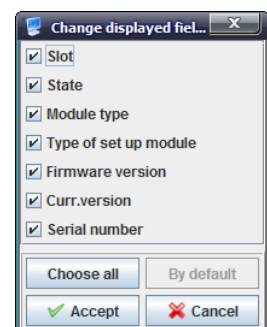 Change displayed fiel...
Slot
State
Module type
Type of set up module
Firmware version
Curr.version
Serial number
Choose all
By default
Accept
Cancel